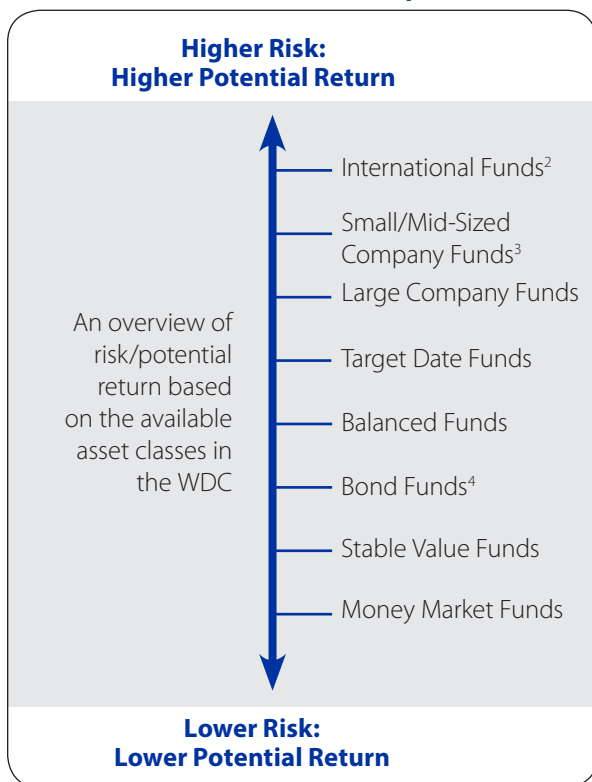 Higher Risk:
Higher Potential Return
International Funds²
Small/Mid-Sized
Company Funds³
Large Company Funds
An overview of
risk/potential
return based
on the available
asset classes in
the WDC
Target Date Funds
Balanced Funds
Bond Funds⁴
Stable Value Funds
Money Market Funds
Lower Risk:
Lower Potential Return